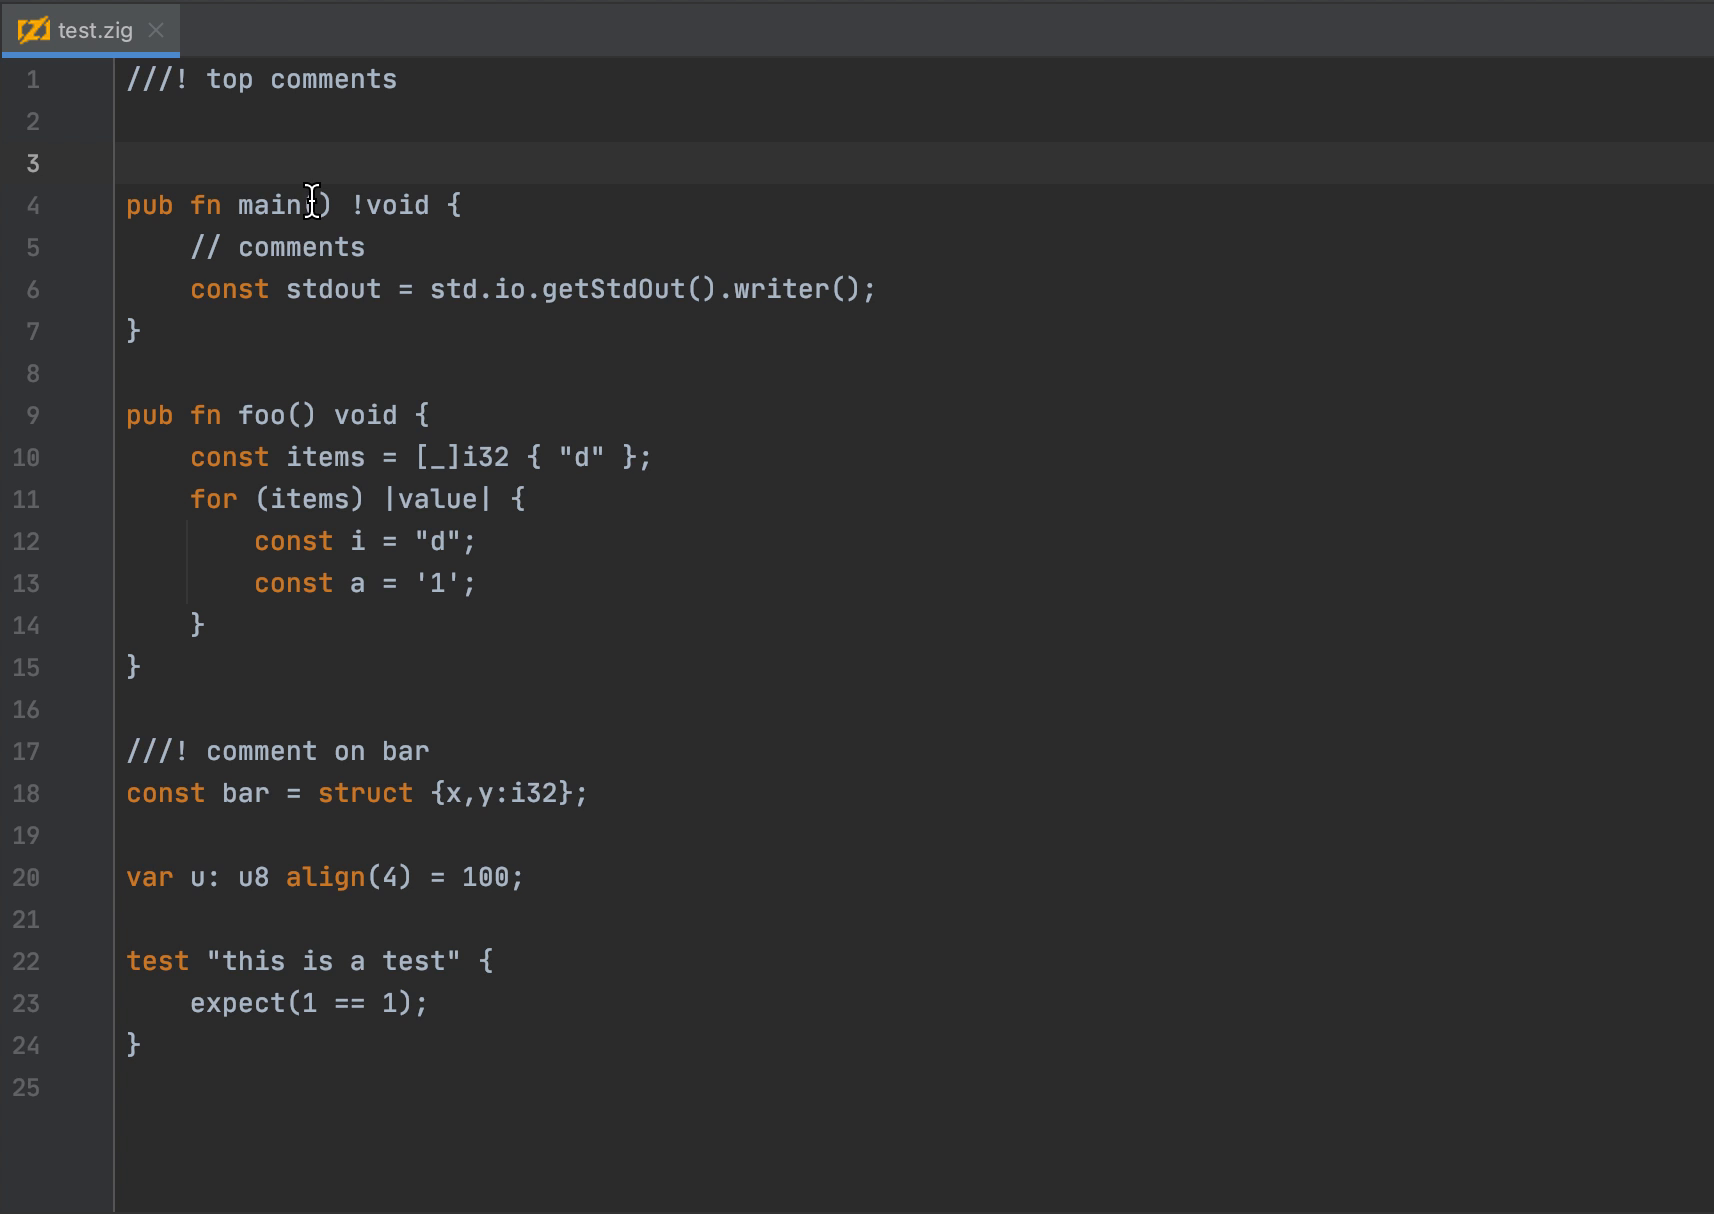 test.zig
1 ///! top comments
2
3
4 pub fn main() !void {
5     // comments
6     const stdout = std.io.getStdOut().writer();
7 }
8
9 pub fn foo() void {
10     const items = [_]i32 { "d" };
11     for (items) |value| {
12         const i = "d";
13         const a = '1';
14     }
15 }
16
17 ///! comment on bar
18 const bar = struct {x,y:i32};
19
20 var u: u8 align(4) = 100;
21
22 test "this is a test" {
23     expect(1 == 1);
24 }
25